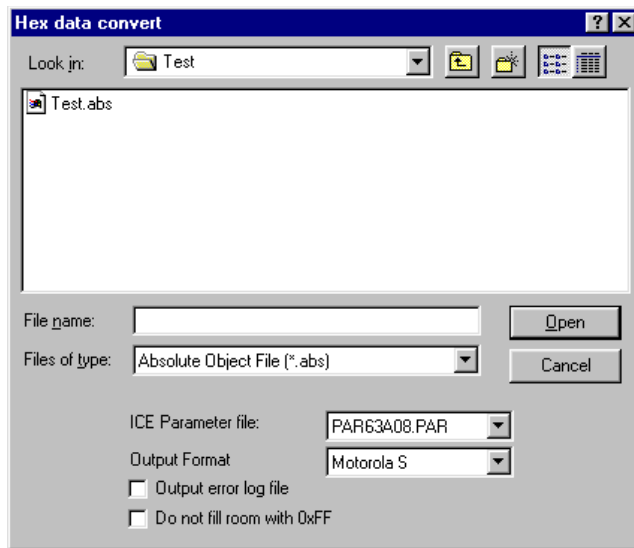 Hex data convert
Look in: Test
Test.abs
File name: Open
Files of type: Absolute Object File (*.abs) Cancel
ICE Parameter file: PAR63A08.PAR
Output Format Motorola S
Output error log file
Do not fill room with 0xFF